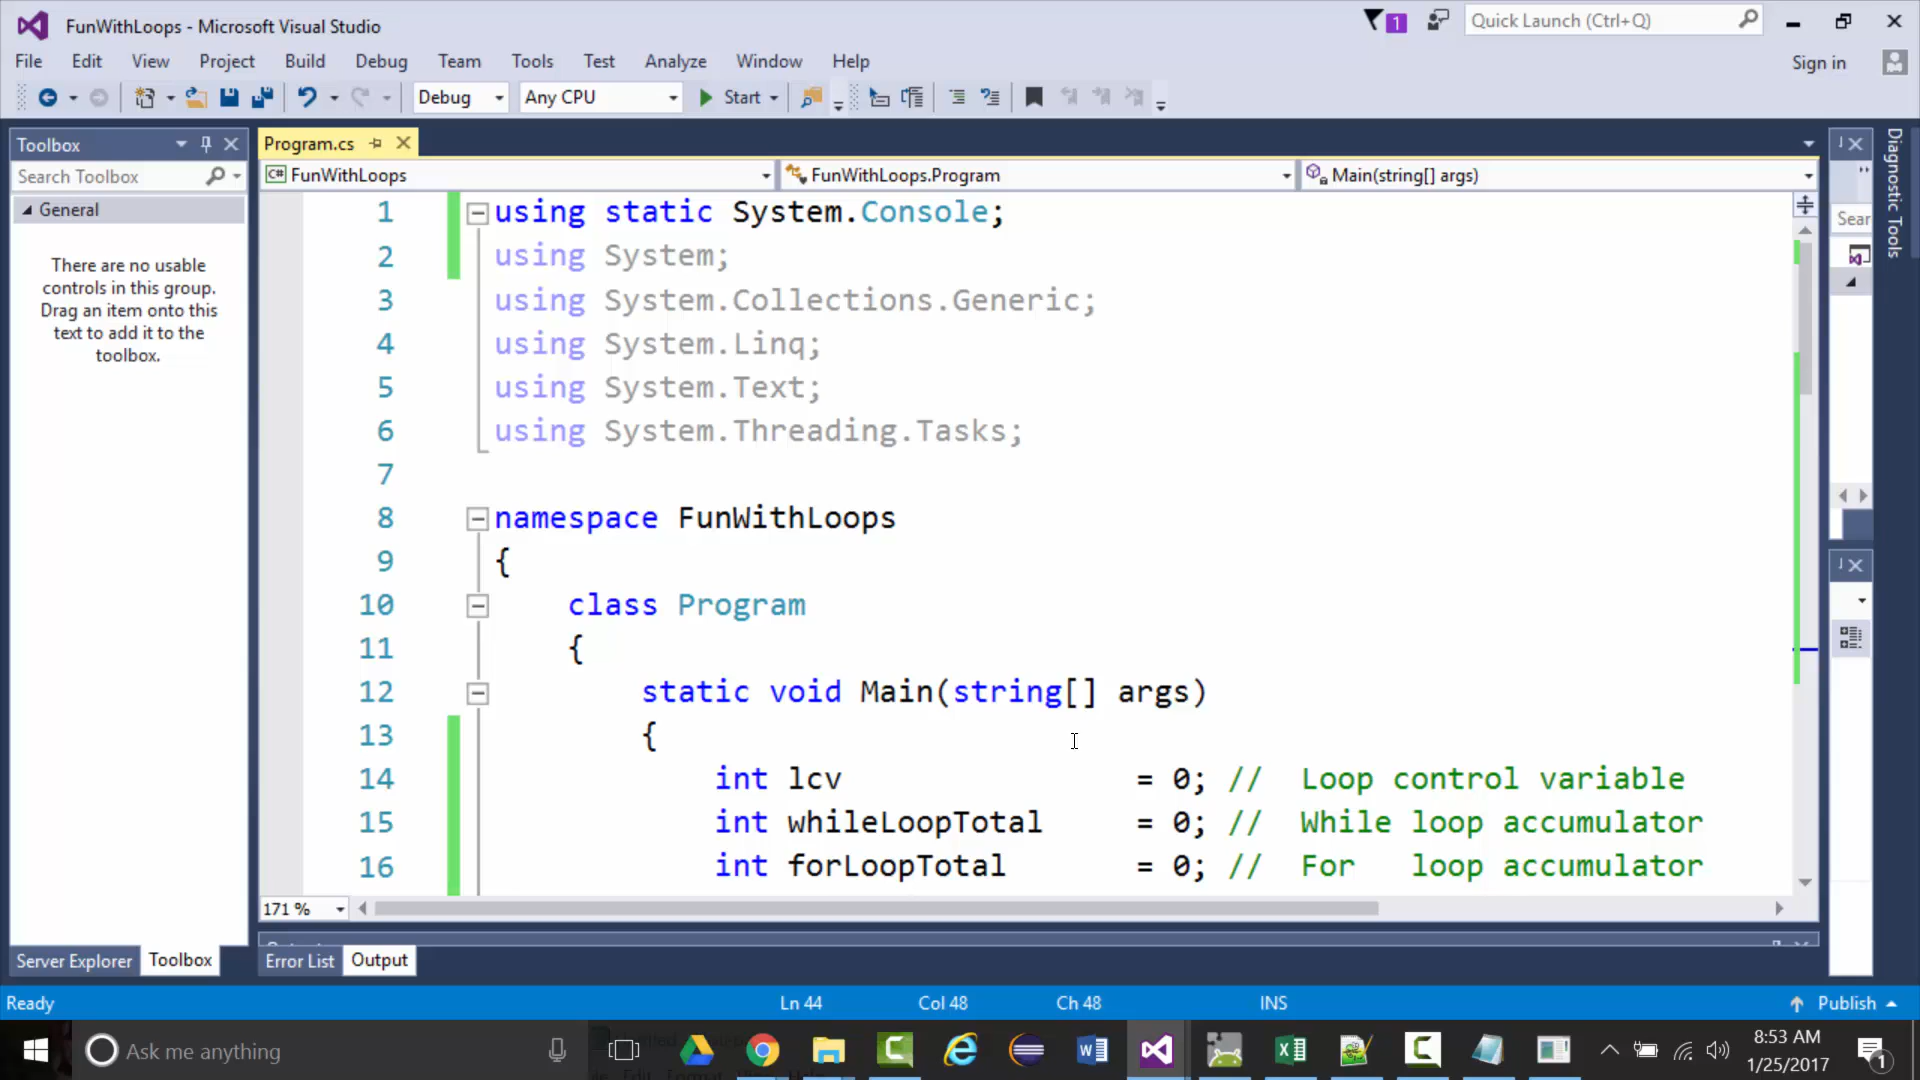 FunWithLoops - Microsoft Visual Studio
1
Quick Launch (Ctrl+Q)
File Edit View Project Build Debug Team Tools Test Analyze Window Help
Sign in
Debug Any CPU Start
Toolbox
Search Toolbox
General
There are no usable
controls in this group.
Drag an item onto this
text to add it to the
toolbox.
Program.cs
C# FunWithLoops FunWithLoops.Program Main(string[] args)
1 using static System.Console;
2 using System;
3 using System.Collections.Generic;
4 using System.Linq;
5 using System.Text;
6 using System.Threading.Tasks;
7
8 namespace FunWithLoops
9 {
10 class Program
11 {
12 static void Main(string[] args)
13 {
14 int lcv = 0; // Loop control variable
15 int whileLoopTotal = 0; // While loop accumulator
16 int forLoopTotal = 0; // For loop accumulator
171 %
Sear
Diagnostic Tools
Server Explorer Toolbox
Error List Output
Ready Ln 44 Col 48 Ch 48 INS Publish
Ask me anything
8:53 AM
1/25/2017
1